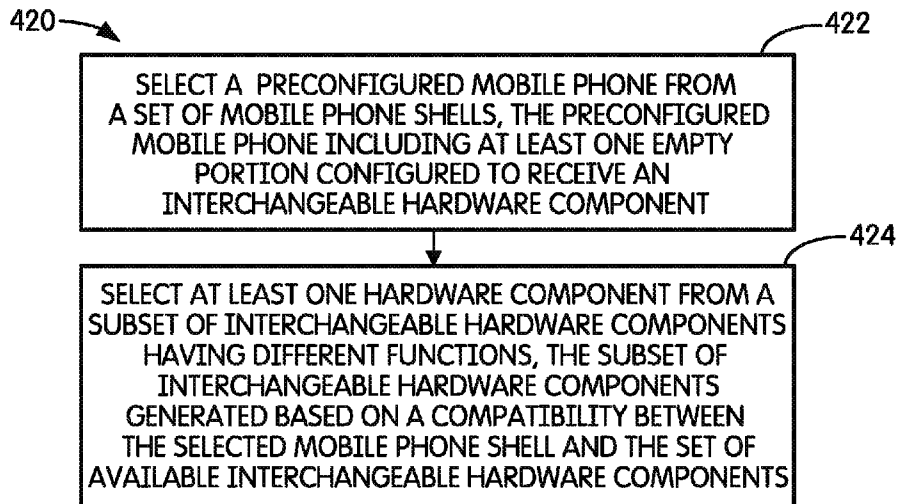 420
422
SELECT A PRECONFIGURED MOBILE PHONE FROM
A SET OF MOBILE PHONE SHELLS, THE PRECONFIGURED
MOBILE PHONE INCLUDING AT LEAST ONE EMPTY
PORTION CONFIGURED TO RECEIVE AN
INTERCHANGEABLE HARDWARE COMPONENT
424
SELECT AT LEAST ONE HARDWARE COMPONENT FROM A
SUBSET OF INTERCHANGEABLE HARDWARE COMPONENTS
HAVING DIFFERENT FUNCTIONS, THE SUBSET OF
INTERCHANGEABLE HARDWARE COMPONENTS
GENERATED BASED ON A COMPATIBILITY BETWEEN
THE SELECTED MOBILE PHONE SHELL AND THE SET OF
AVAILABLE INTERCHANGEABLE HARDWARE COMPONENTS